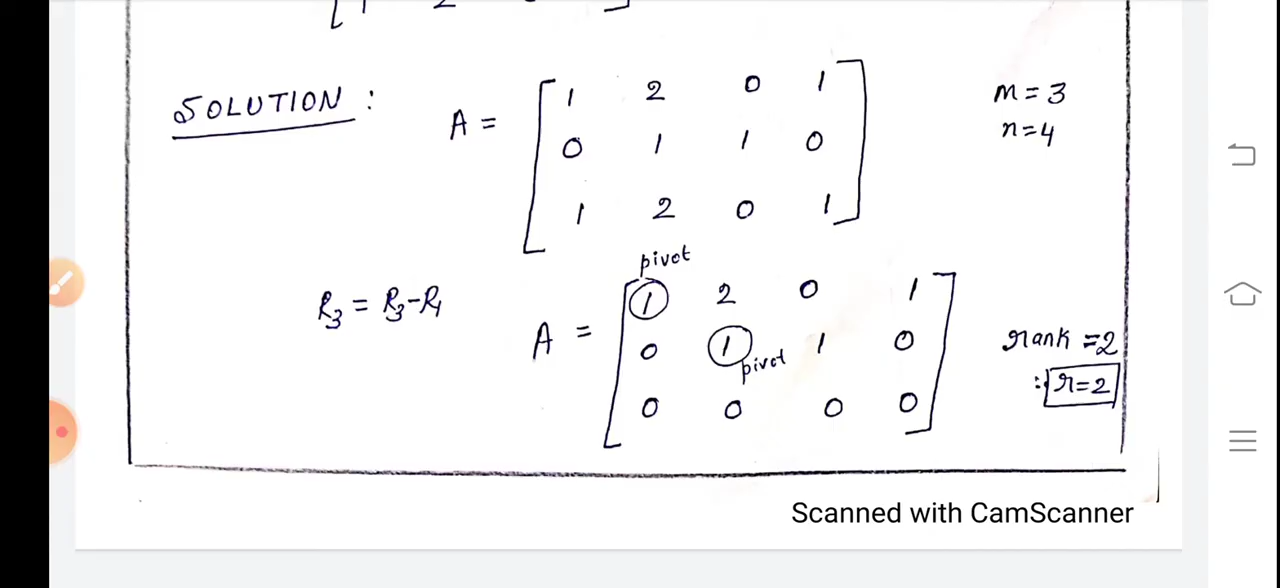 1 2
SOLUTION :
A = [ 1 2 0 1
0 1 1 0
1 2 0 1 ]
m = 3
n = 4
R3 = R3 - R1
pivot
A = [ 1 2 0 1
0 1 pivot 1 0
0 0 0 0 ]
rank = 2
∴ r = 2
Scanned with CamScanner